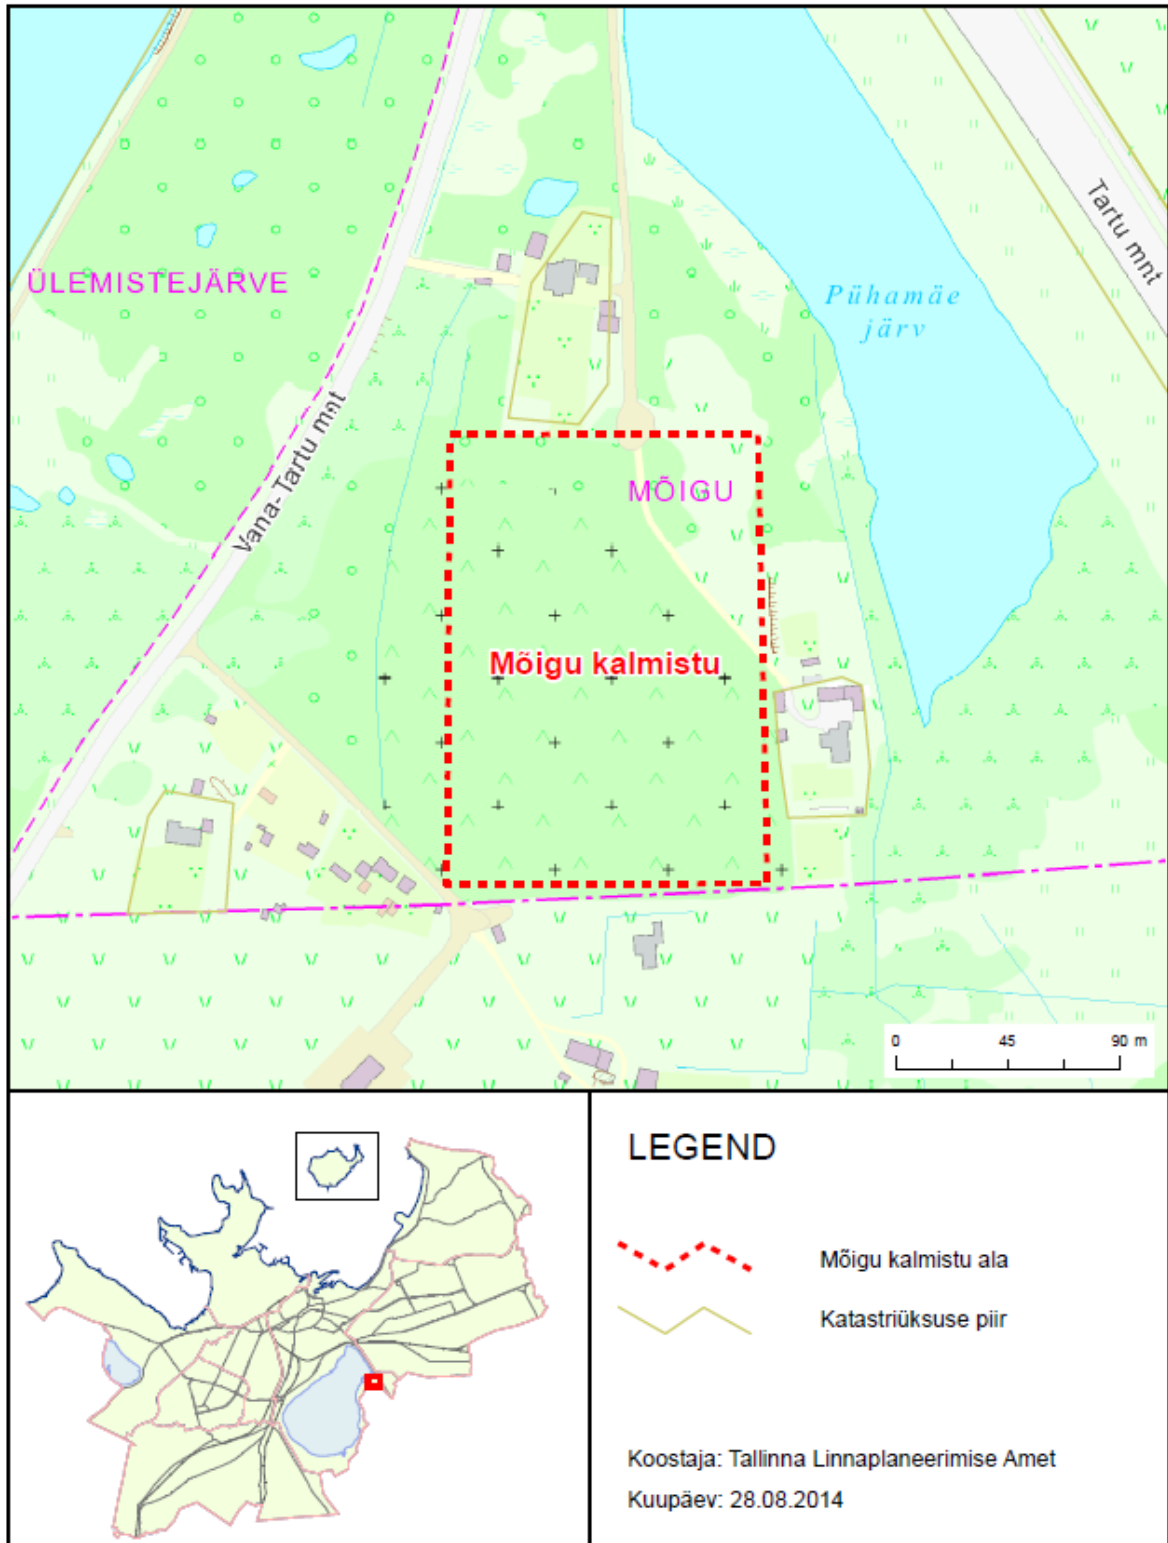 Tartu mnt
ÜLEMISTEJÄRVE
Pühamäe
järv
Vana-Tartu mnt
MÕIGU
Mõigu kalmistu
0 45 90 m
LEGEND
Mõigu kalmistu ala
Katastriüksuse piir
Koostaja: Tallinna Linnaplaneerimise Amet
Kuupäev: 28.08.2014